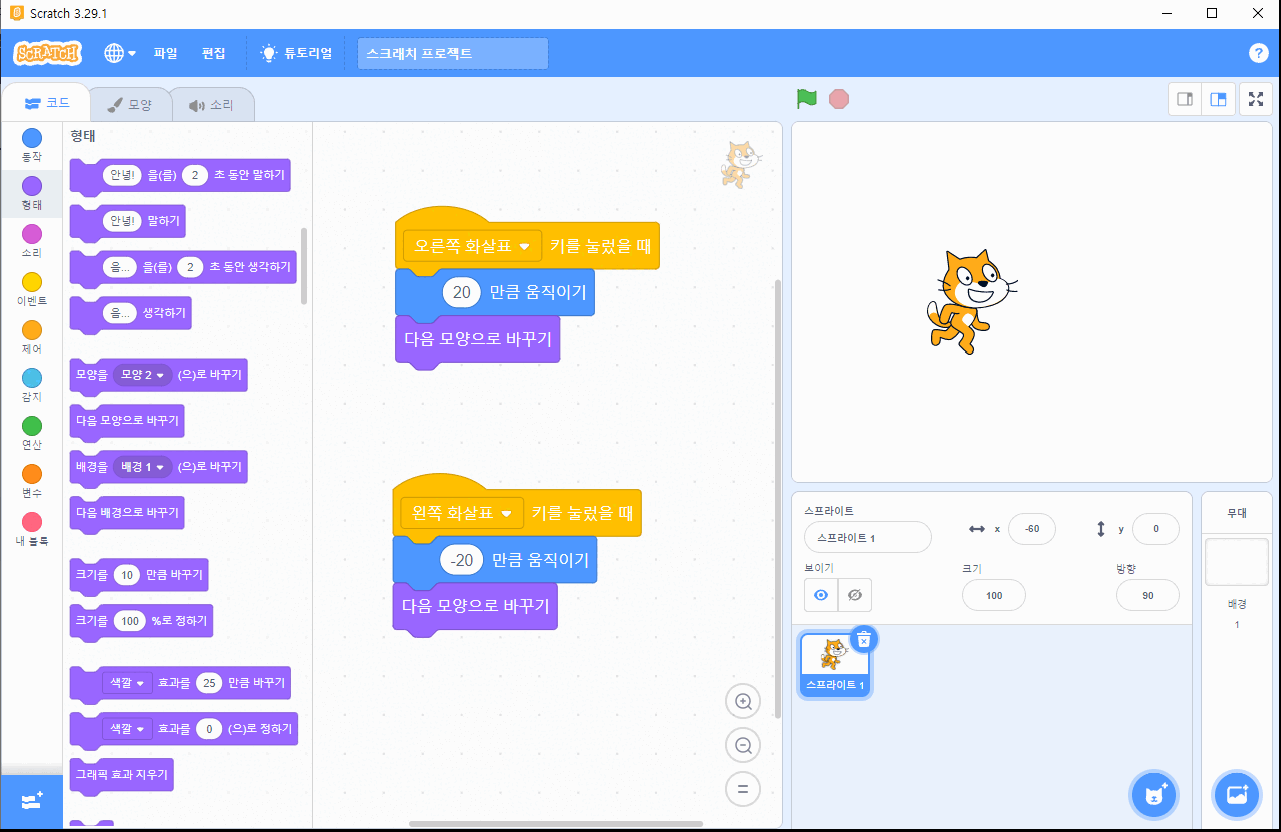 Scratch 3.29.1
SCRATCH 파일 편집 튜토리얼 스크래치 프로젝트 ?
코드 모양 소리
동작
형태
소리
이벤트
제어
감지
연산
변수
내 블록
형태
안녕! 을(를) 2 초 동안 말하기
안녕! 말하기
음... 을(를) 2 초 동안 생각하기
음... 생각하기
모양을 모양 2 (으)로 바꾸기
다음 모양으로 바꾸기
배경을 배경 1 (으)로 바꾸기
다음 배경으로 바꾸기
크기를 10 만큼 바꾸기
크기를 100 %로 정하기
색깔 효과를 25 만큼 바꾸기
색깔 효과를 0 (으)로 정하기
그래픽 효과 지우기
오른쪽 화살표 키를 눌렀을 때
20 만큼 움직이기
다음 모양으로 바꾸기
왼쪽 화살표 키를 눌렀을 때
-20 만큼 움직이기
다음 모양으로 바꾸기
스프라이트
스프라이트 1 x -60 y 0
보이기 크기 방향
100 90
스프라이트 1
무대
배경
1